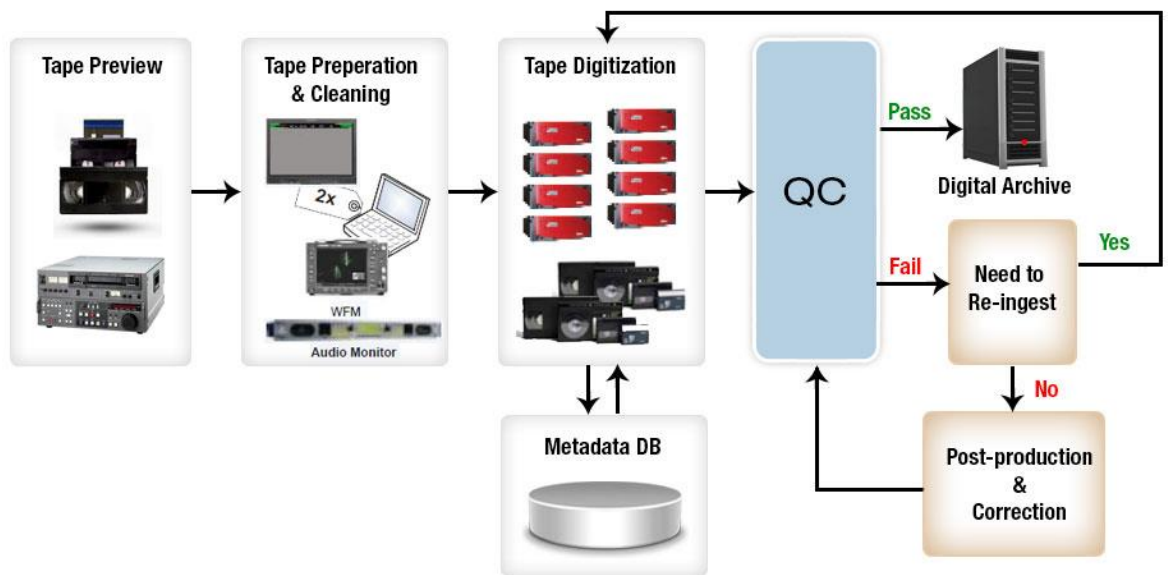 Tape Preview
Tape Preperation
& Cleaning
2x
WFM
Audio Monitor
Tape Digitization
Metadata DB
QC
Pass
Digital Archive
Fail
Need to
Re-ingest
Yes
No
Post-production
&
Correction